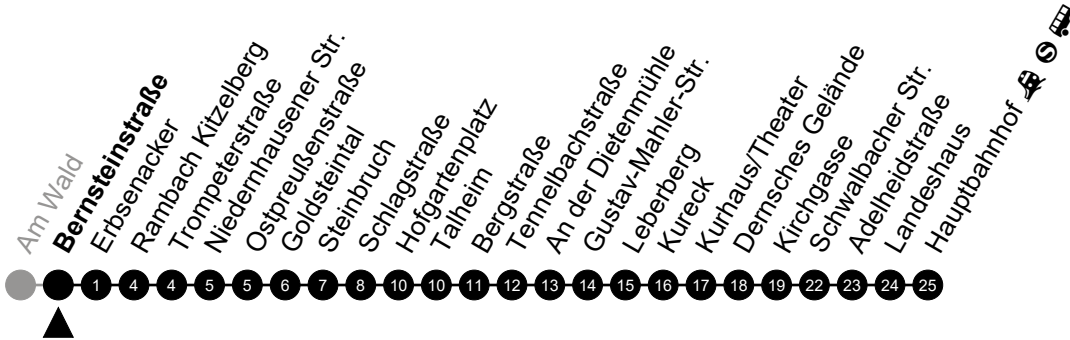 Am Wald
Bernsteinstraße
Erbsenacker
Rambach Kitzelberg
Trompeterstraße
Niedernhausener Str.
Ostpreußenstraße
Goldsteintal
Steinbruch
Schlagstraße
Hofgartenplatz
Talheim
Bergstraße
Tennelbachstraße
An der Dietenmühle
Gustav-Mahler-Str.
Leberberg
Kureck
Kurhaus/Theater
Dernsches Gelände
Kirchgasse
Schwalbacher Str.
Adelheidstraße
Landeshaus
Hauptbahnhof S
1 4 4 5 5 6 7 8 10 10 11 12 13 14 15 16 17 18 19 22 23 24 25